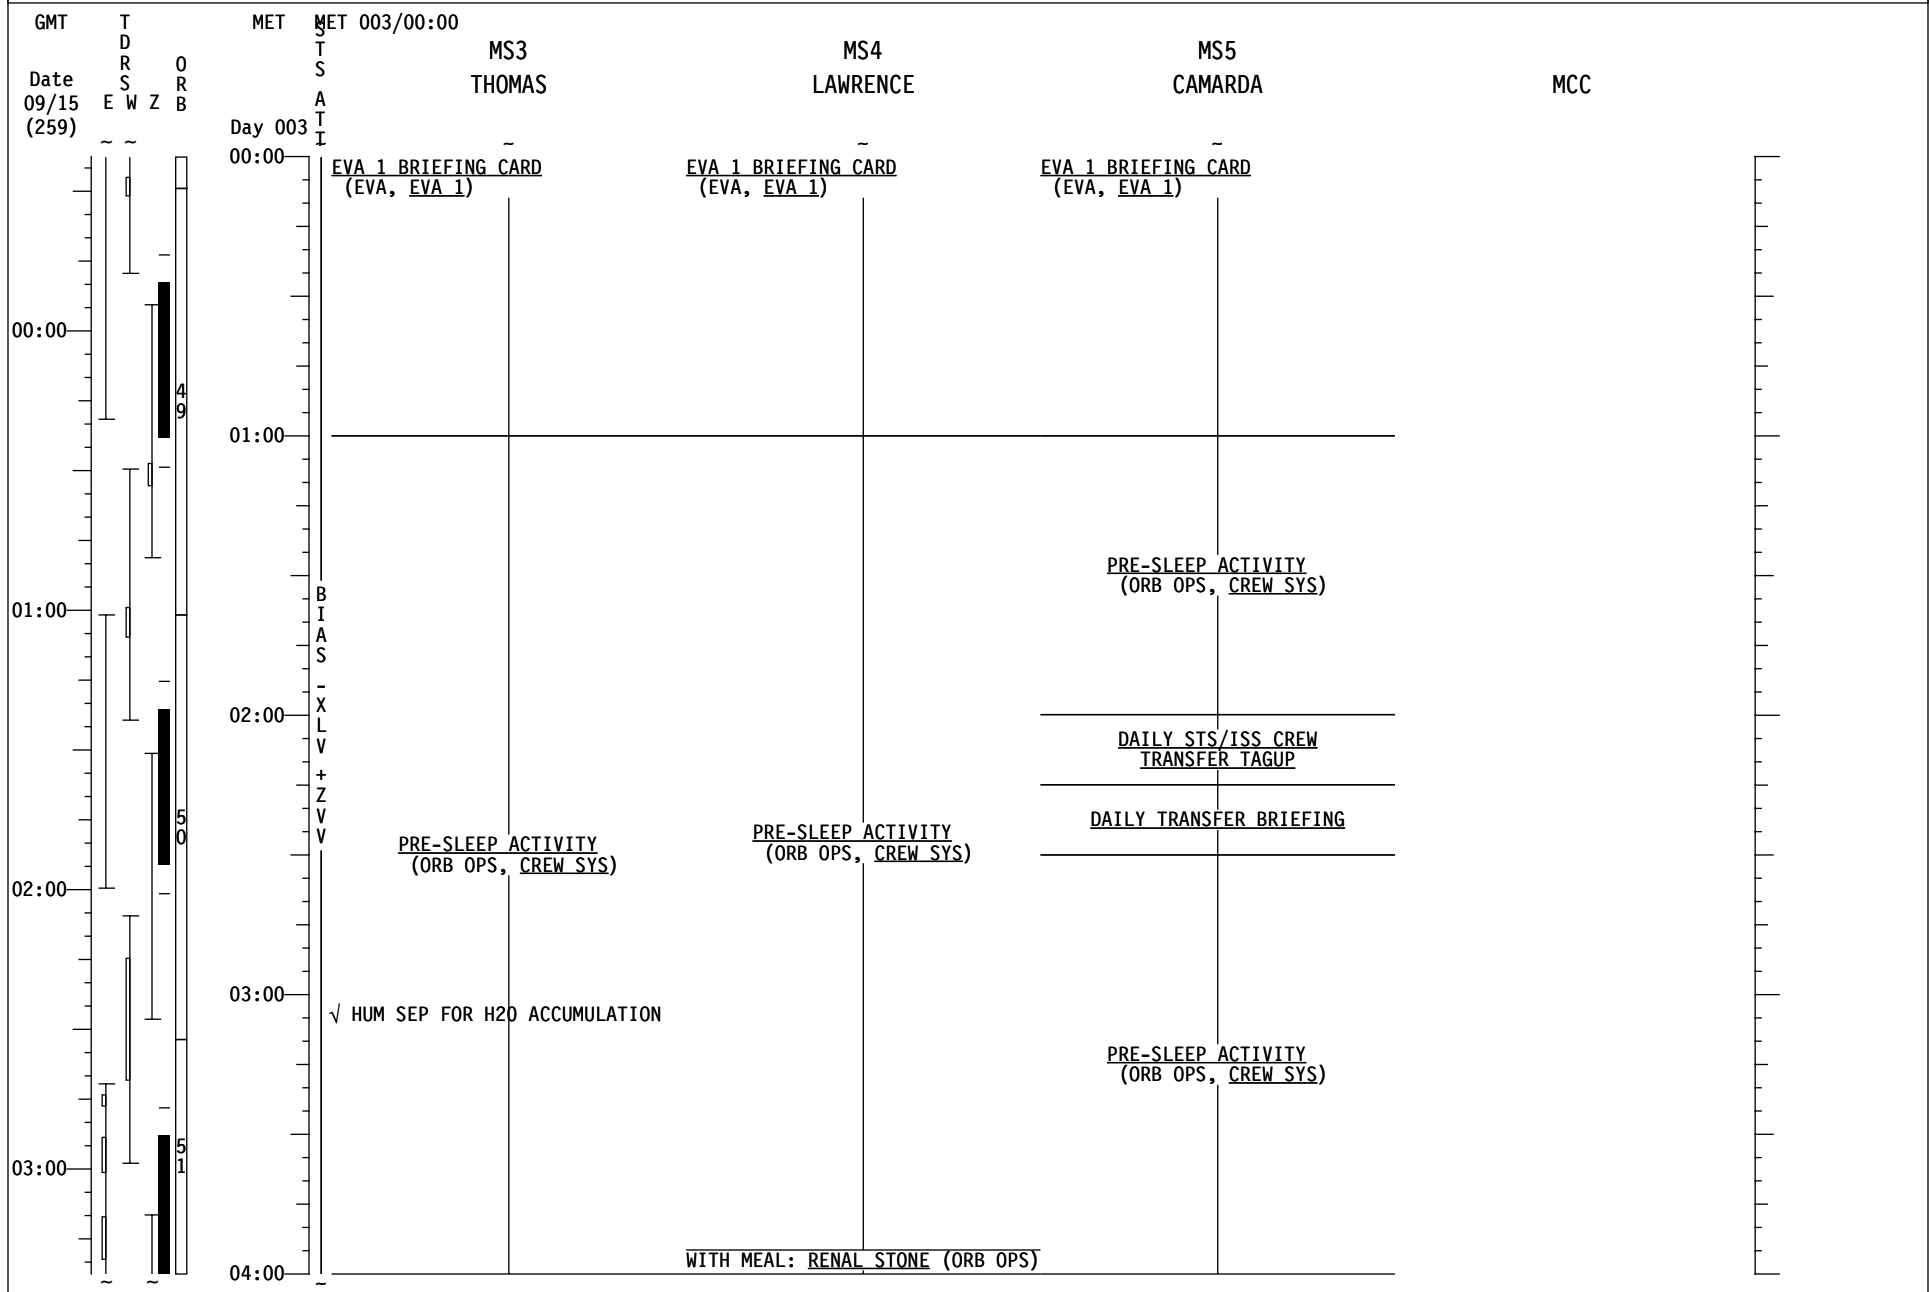 GMT
Date
09/15
(259)
TDRS
E W Z
ORB
MET
Day 003
STS ATT
MET 003/00:00
MS3
THOMAS
MS4
LAWRENCE
MS5
CAMARDA
MCC
~ ~ ~ ~ ~ ~
00:00
EVA 1 BRIEFING CARD
(EVA, EVA 1)
EVA 1 BRIEFING CARD
(EVA, EVA 1)
EVA 1 BRIEFING CARD
(EVA, EVA 1)
00:00
49
01:00
PRE-SLEEP ACTIVITY
(ORB OPS, CREW SYS)
01:00
BIAS -XLV +ZVV
02:00
DAILY STS/ISS CREW
TRANSFER TAGUP
DAILY TRANSFER BRIEFING
50
PRE-SLEEP ACTIVITY
(ORB OPS, CREW SYS)
PRE-SLEEP ACTIVITY
(ORB OPS, CREW SYS)
02:00
03:00
√ HUM SEP FOR H2O ACCUMULATION
PRE-SLEEP ACTIVITY
(ORB OPS, CREW SYS)
51
03:00
WITH MEAL: RENAL STONE (ORB OPS)
04:00
~ ~ ~